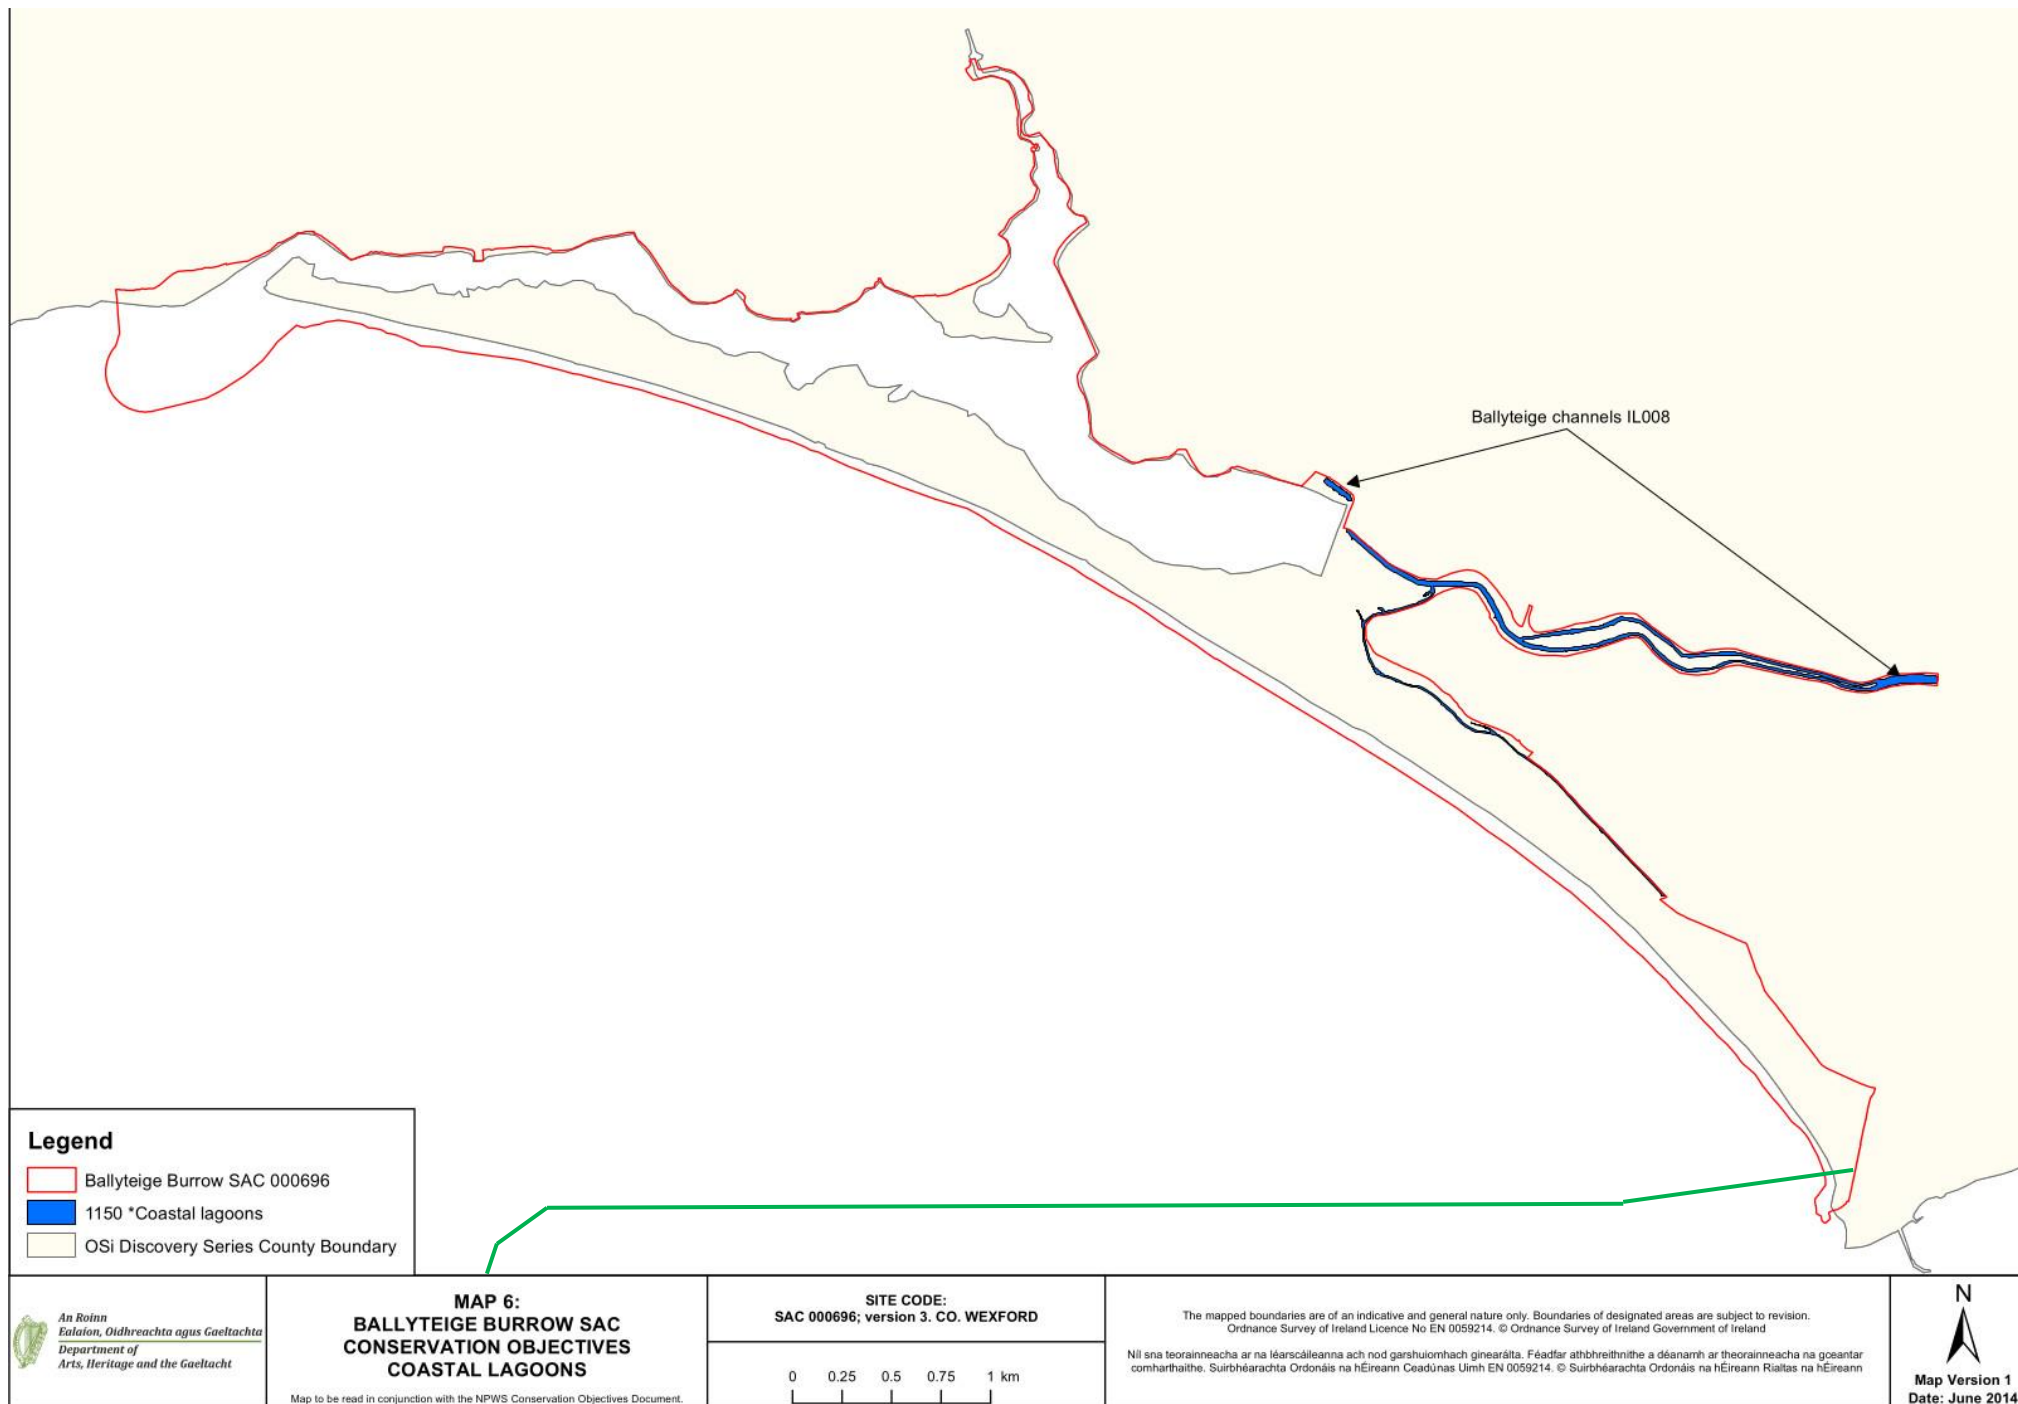 Ballyteige channels IL008
Legend
Ballyteige Burrow SAC 000696
1150 *Coastal lagoons
OSi Discovery Series County Boundary
An Roinn
Ealaíon, Oidhreachta agus Gaeltachta
Department of
Arts, Heritage and the Gaeltacht
MAP 6:
BALLYTEIGE BURROW SAC
CONSERVATION OBJECTIVES
COASTAL LAGOONS
Map to be read in conjunction with the NPWS Conservation Objectives Document.
SITE CODE:
SAC 000696; version 3. CO. WEXFORD
0 0.25 0.5 0.75 1 km
The mapped boundaries are of an indicative and general nature only. Boundaries of designated areas are subject to revision.
Ordnance Survey of Ireland Licence No EN 0059214. © Ordnance Survey of Ireland Government of Ireland
Níl sna teorainneacha ar na léarscáileanna ach nod garshuiomhach ginearálta. Féadfar athbhreithnithe a déanamh ar theorainneacha na gceantar
comharthaithe. Suirbhéarachta Ordonáis na hÉireann Ceadúnas Uimh EN 0059214. © Suirbhéarachta Ordonáis na hÉireann Rialtas na hÉireann
N
Map Version 1
Date: June 2014